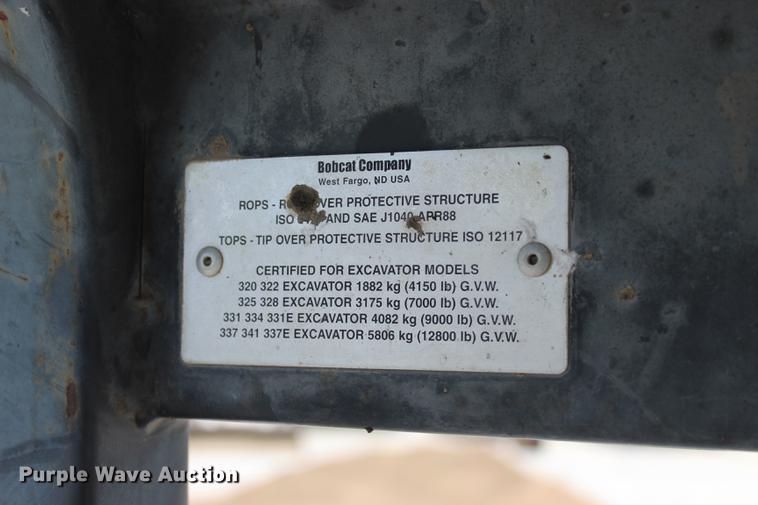 Bobcat Company
West Fargo, ND USA
ROPS - OVER PROTECTIVE STRUCTURE
ISO AND SAE J1040 APR88
TOPS - TIP OVER PROTECTIVE STRUCTURE ISO 12117
CERTIFIED FOR EXCAVATOR MODELS
320 322 EXCAVATOR 1882 kg (4150 lb) G.V.W.
325 328 EXCAVATOR 3175 kg (7000 lb) G.V.W.
331 334 331E EXCAVATOR 4082 kg (9000 lb) G.V.W.
337 341 337E EXCAVATOR 5806 kg (12800 lb) G.V.W.
Purple Wave Auction